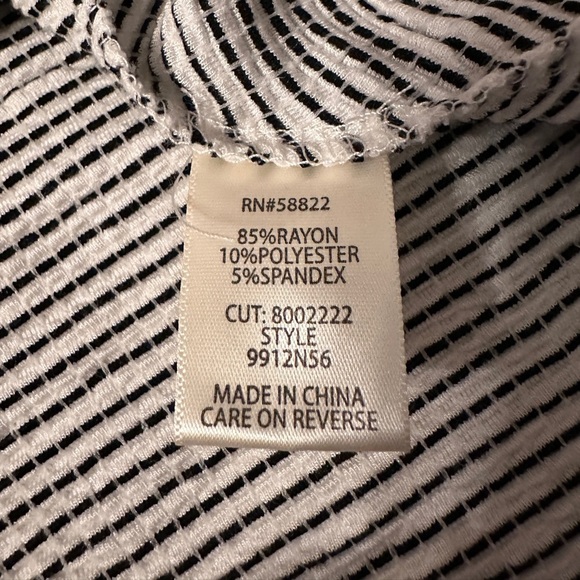 RN#58822
85%RAYON
10%POLYESTER
5%SPANDEX
CUT: 8002222
STYLE
9912N56
MADE IN CHINA
CARE ON REVERSE